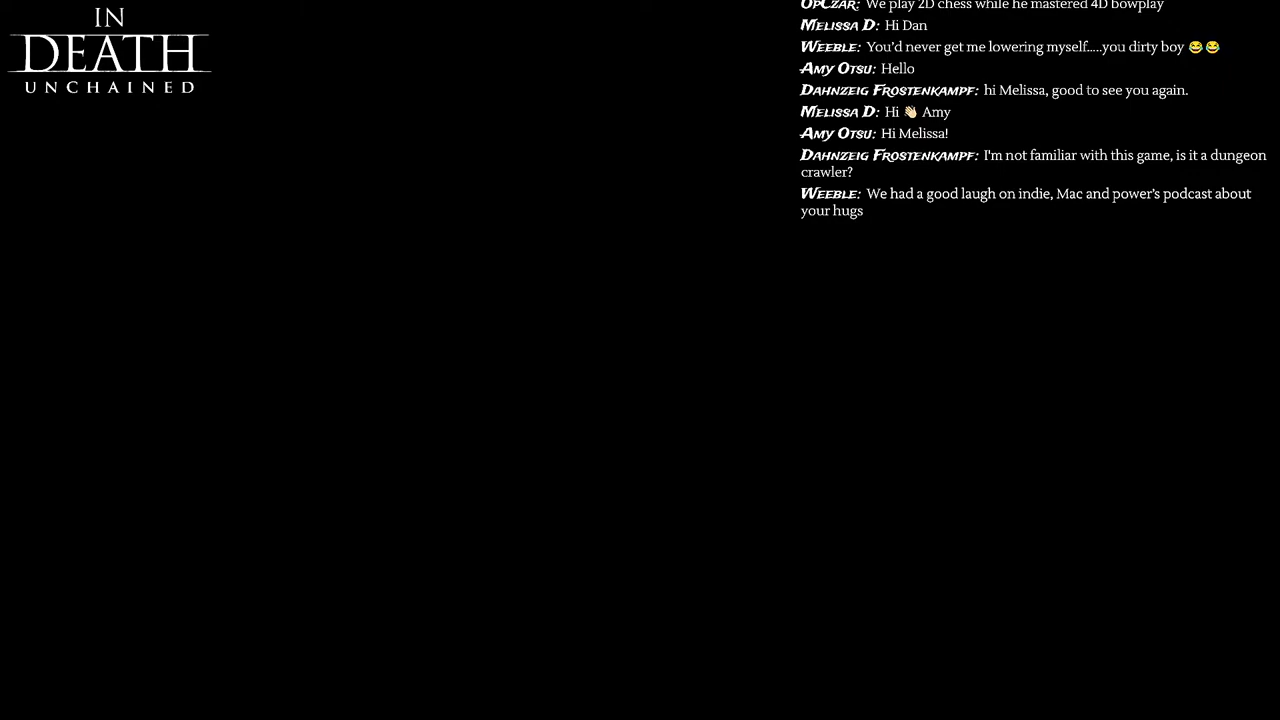 IN
DEATH
UNCHAINED
OpCzar: We play 2D chess while he mastered 4D bowplay
Melissa D: Hi Dan
Weeble: You'd never get me lowering myself.....you dirty boy 😂😂
Amy Otsu: Hello
Dahnzeig Frostenkampf: hi Melissa, good to see you again.
Melissa D: Hi 👋🏻 Amy
Amy Otsu: Hi Melissa!
Dahnzeig Frostenkampf: I'm not familiar with this game, is it a dungeon
crawler?
Weeble: We had a good laugh on indie, Mac and power's podcast about
your hugs